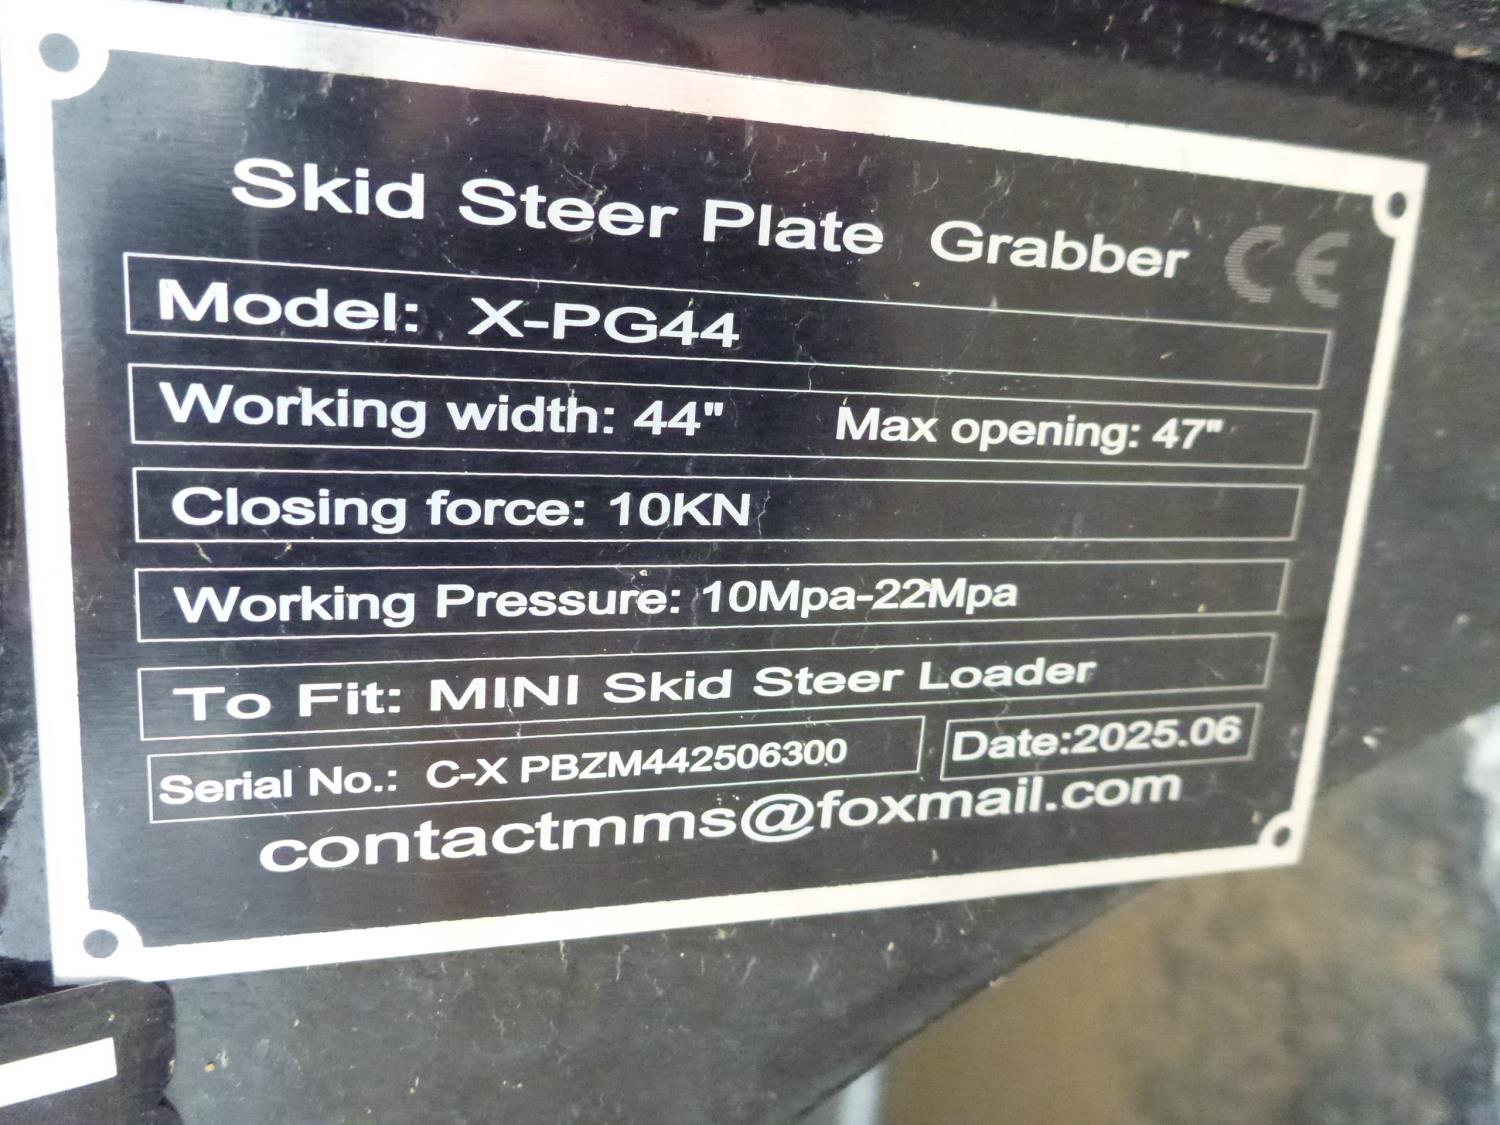 Skid Steer Plate Grabber CE
Model: X-PG44
Working width: 44" Max opening: 47"
Closing force: 10KN
Working Pressure: 10Mpa-22Mpa
To Fit: MINI Skid Steer Loader
Serial No.: C-X PBZM442506300 Date:2025.06
contactmms@foxmail.com